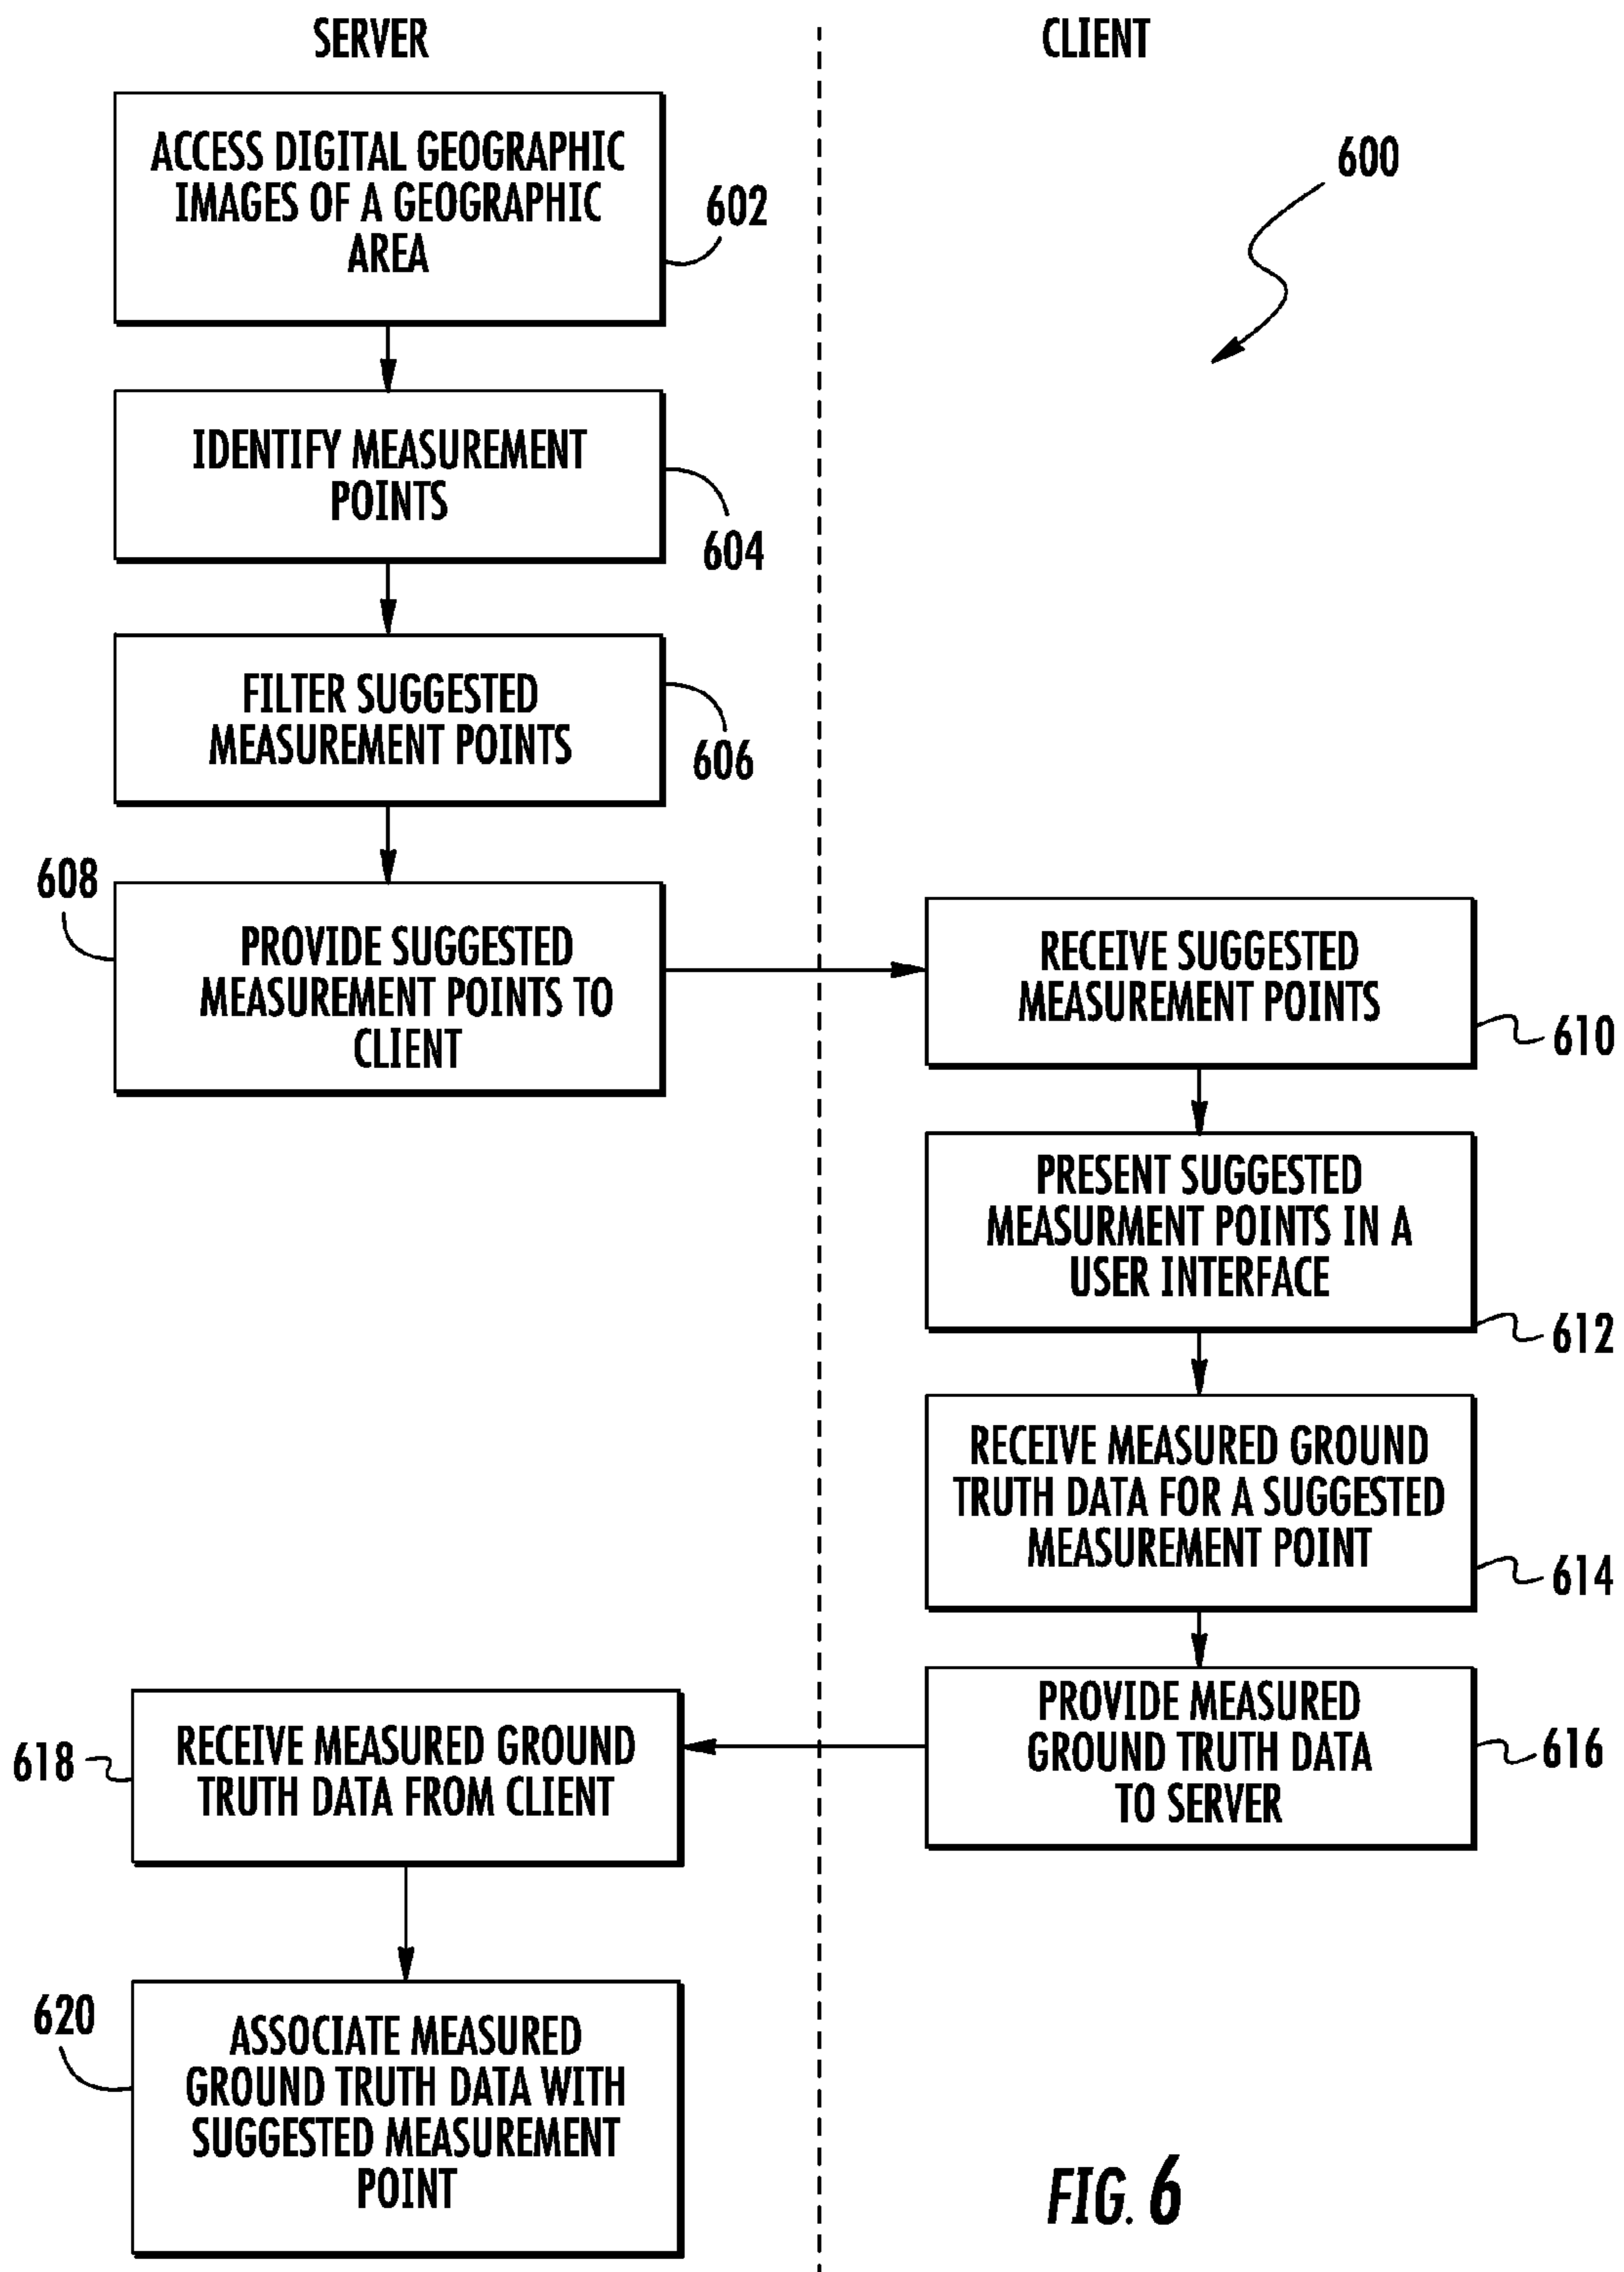 SERVER
CLIENT
600
ACCESS DIGITAL GEOGRAPHIC
IMAGES OF A GEOGRAPHIC
AREA
602
IDENTIFY MEASUREMENT
POINTS
604
FILTER SUGGESTED
MEASUREMENT POINTS
606
608
PROVIDE SUGGESTED
MEASUREMENT POINTS TO
CLIENT
RECEIVE SUGGESTED
MEASUREMENT POINTS
610
PRESENT SUGGESTED
MEASURMENT POINTS IN A
USER INTERFACE
612
RECEIVE MEASURED GROUND
TRUTH DATA FOR A SUGGESTED
MEASUREMENT POINT
614
PROVIDE MEASURED
GROUND TRUTH DATA
TO SERVER
616
618
RECEIVE MEASURED GROUND
TRUTH DATA FROM CLIENT
620
ASSOCIATE MEASURED
GROUND TRUTH DATA WITH
SUGGESTED MEASUREMENT
POINT
FIG. 6